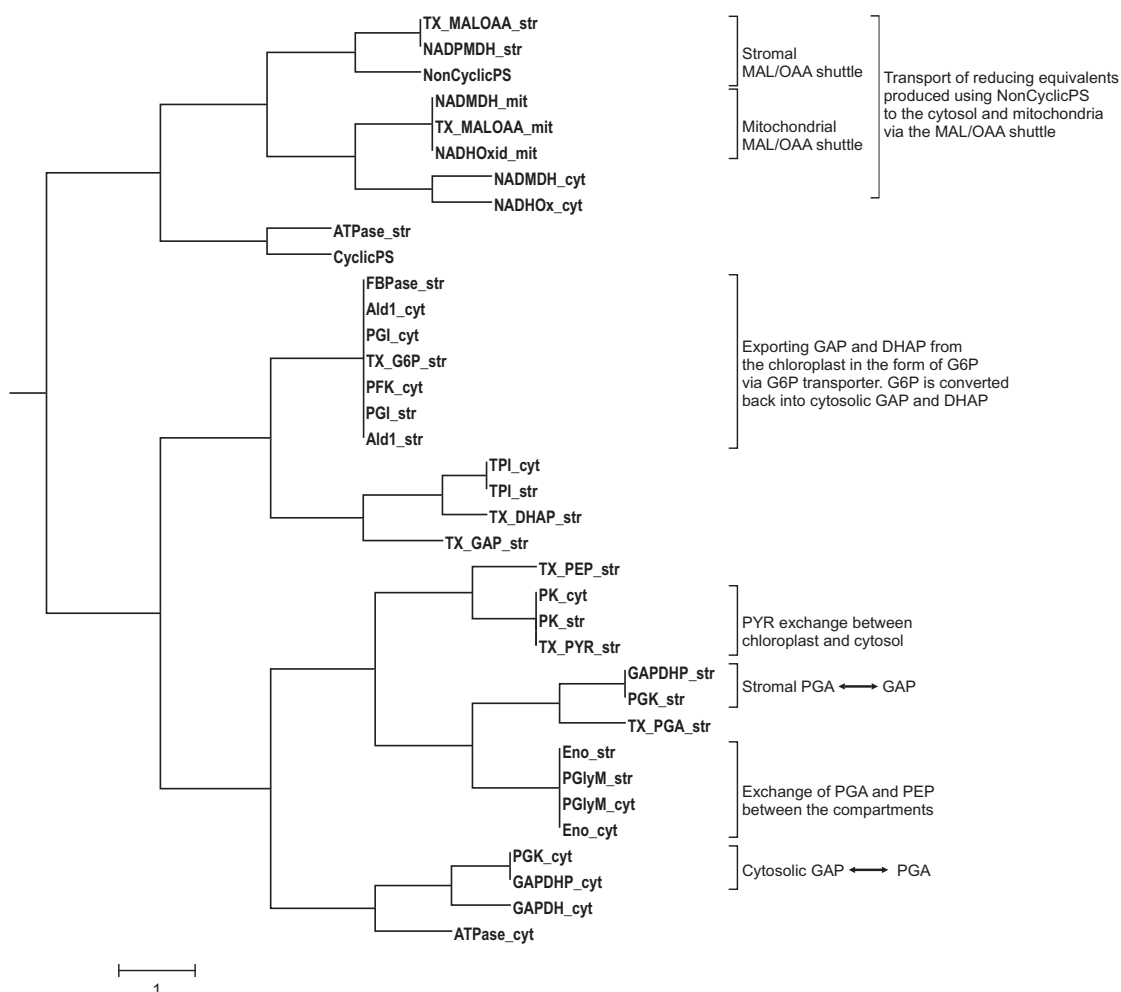 TX_MALOAA_str
NADPMDH_str
NonCyclicPS
NADMDH_mit
TX_MALOAA_mit
NADHOxid_mit
NADMDH_cyt
NADHOx_cyt
ATPase_str
CyclicPS
FBPase_str
Ald1_cyt
PGI_cyt
TX_G6P_str
PFK_cyt
PGI_str
Ald1_str
TPI_cyt
TPI_str
TX_DHAP_str
TX_GAP_str
TX_PEP_str
PK_cyt
PK_str
TX_PYR_str
GAPDHP_str
PGK_str
TX_PGA_str
Eno_str
PGlyM_str
PGlyM_cyt
Eno_cyt
PGK_cyt
GAPDHP_cyt
GAPDH_cyt
ATPase_cyt
Stromal
MAL/OAA shuttle
Mitochondrial
MAL/OAA shuttle
Transport of reducing equivalents
produced using NonCyclicPS
to the cytosol and mitochondria
via the MAL/OAA shuttle
Exporting GAP and DHAP from
the chloroplast in the form of G6P
via G6P transporter. G6P is converted
back into cytosolic GAP and DHAP
PYR exchange between
chloroplast and cytosol
Stromal PGA ⟷ GAP
Exchange of PGA and PEP
between the compartments
Cytosolic GAP ⟷ PGA
1